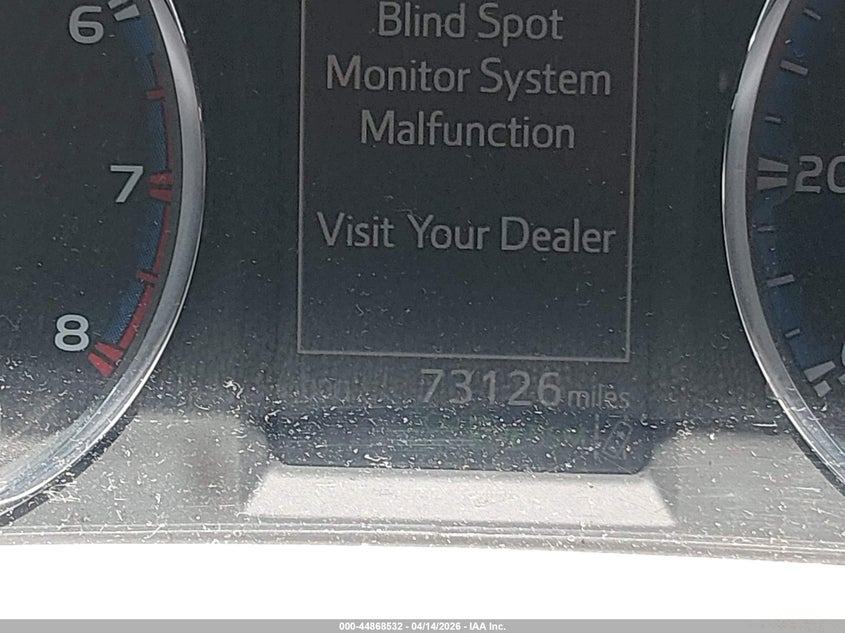 Blind Spot
Monitor System
Malfunction
Visit Your Dealer
6
7
8
20
73126 miles
000-44868532 - 04/14/2026 - IAA Inc.